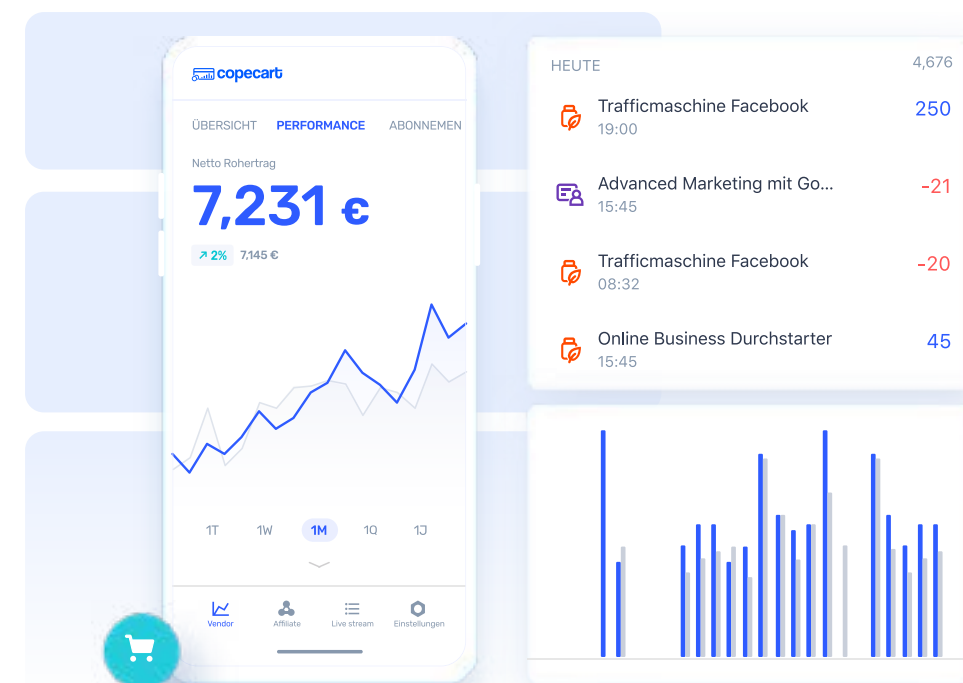 copecart
ÜBERSICHT PERFORMANCE ABONNEMEN
Netto Rohertrag
7,231 €
2% 7.145 €
1T 1W 1M 1Q 1J
Vendor Affiliate Live stream Einstellungen
HEUTE 4,676
Trafficmaschine Facebook 250
19:00
Advanced Marketing mit Go... -21
15:45
Trafficmaschine Facebook -20
08:32
Online Business Durchstarter 45
15:45